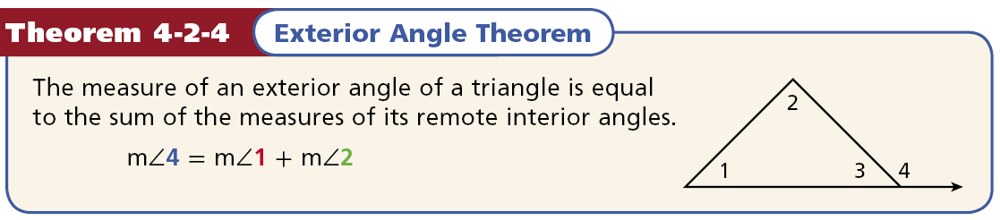 Theorem 4-2-4 Exterior Angle Theorem
The measure of an exterior angle of a triangle is equal
to the sum of the measures of its remote interior angles.
m∠4 = m∠1 + m∠2
2
1 3 4